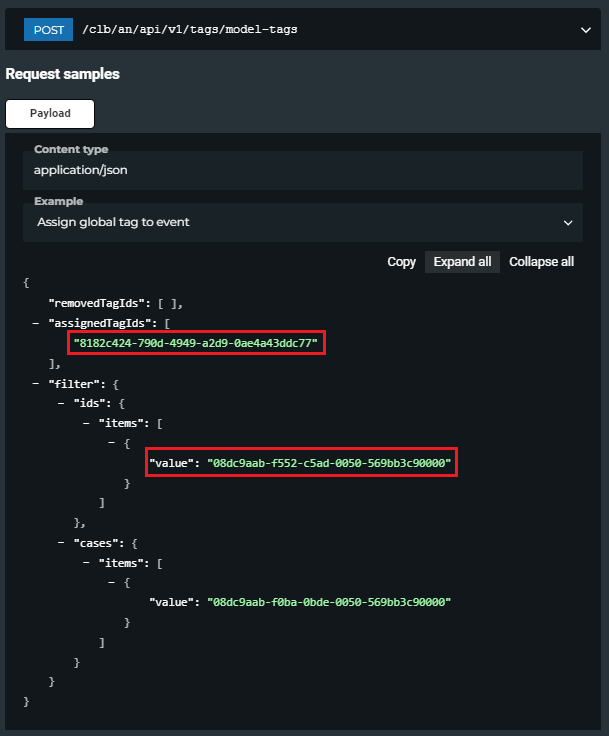 POST /clb/an/api/v1/tags/model-tags
Request samples
Payload
Content type
application/json
Example
Assign global tag to event
Copy Expand all Collapse all
{
"removedTagIds": [ ],
− "assignedTagIds": [
"8182c424-790d-4949-a2d9-0ae4a43ddc77"
],
− "filter": {
− "ids": {
− "items": [
− {
"value": "08dc9aab-f552-c5ad-0050-569bb3c90000"
}
]
},
− "cases": {
− "items": [
− {
"value": "08dc9aab-f0ba-0bde-0050-569bb3c90000"
}
]
}
}
}